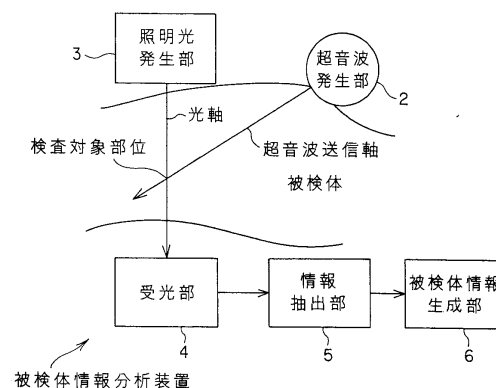 照明光
発生部
3
超音波
発生部
2
光軸
検査対象部位
超音波送信軸
被検体
受光部
4
情報
抽出部
5
被検体情報
生成部
6
被検体情報分析装置